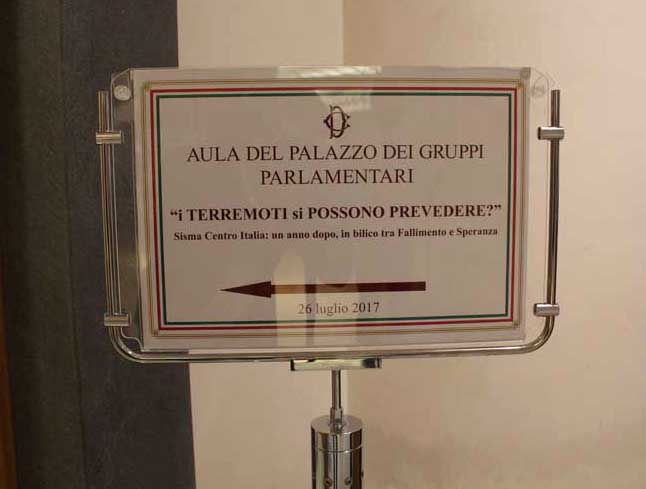 AULA DEL PALAZZO DEI GRUPPI
PARLAMENTARI
“i TERREMOTI si POSSONO PREVEDERE?”
Sisma Centro Italia: un anno dopo, in bilico tra Fallimento e Speranza
26 luglio 2017